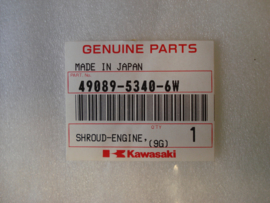 GENUINE PARTS
MADE IN JAPAN
PART No.
49089-5340-6W
SHROUD-ENGINE,
(9G)
Q'TY
1
Kawasaki